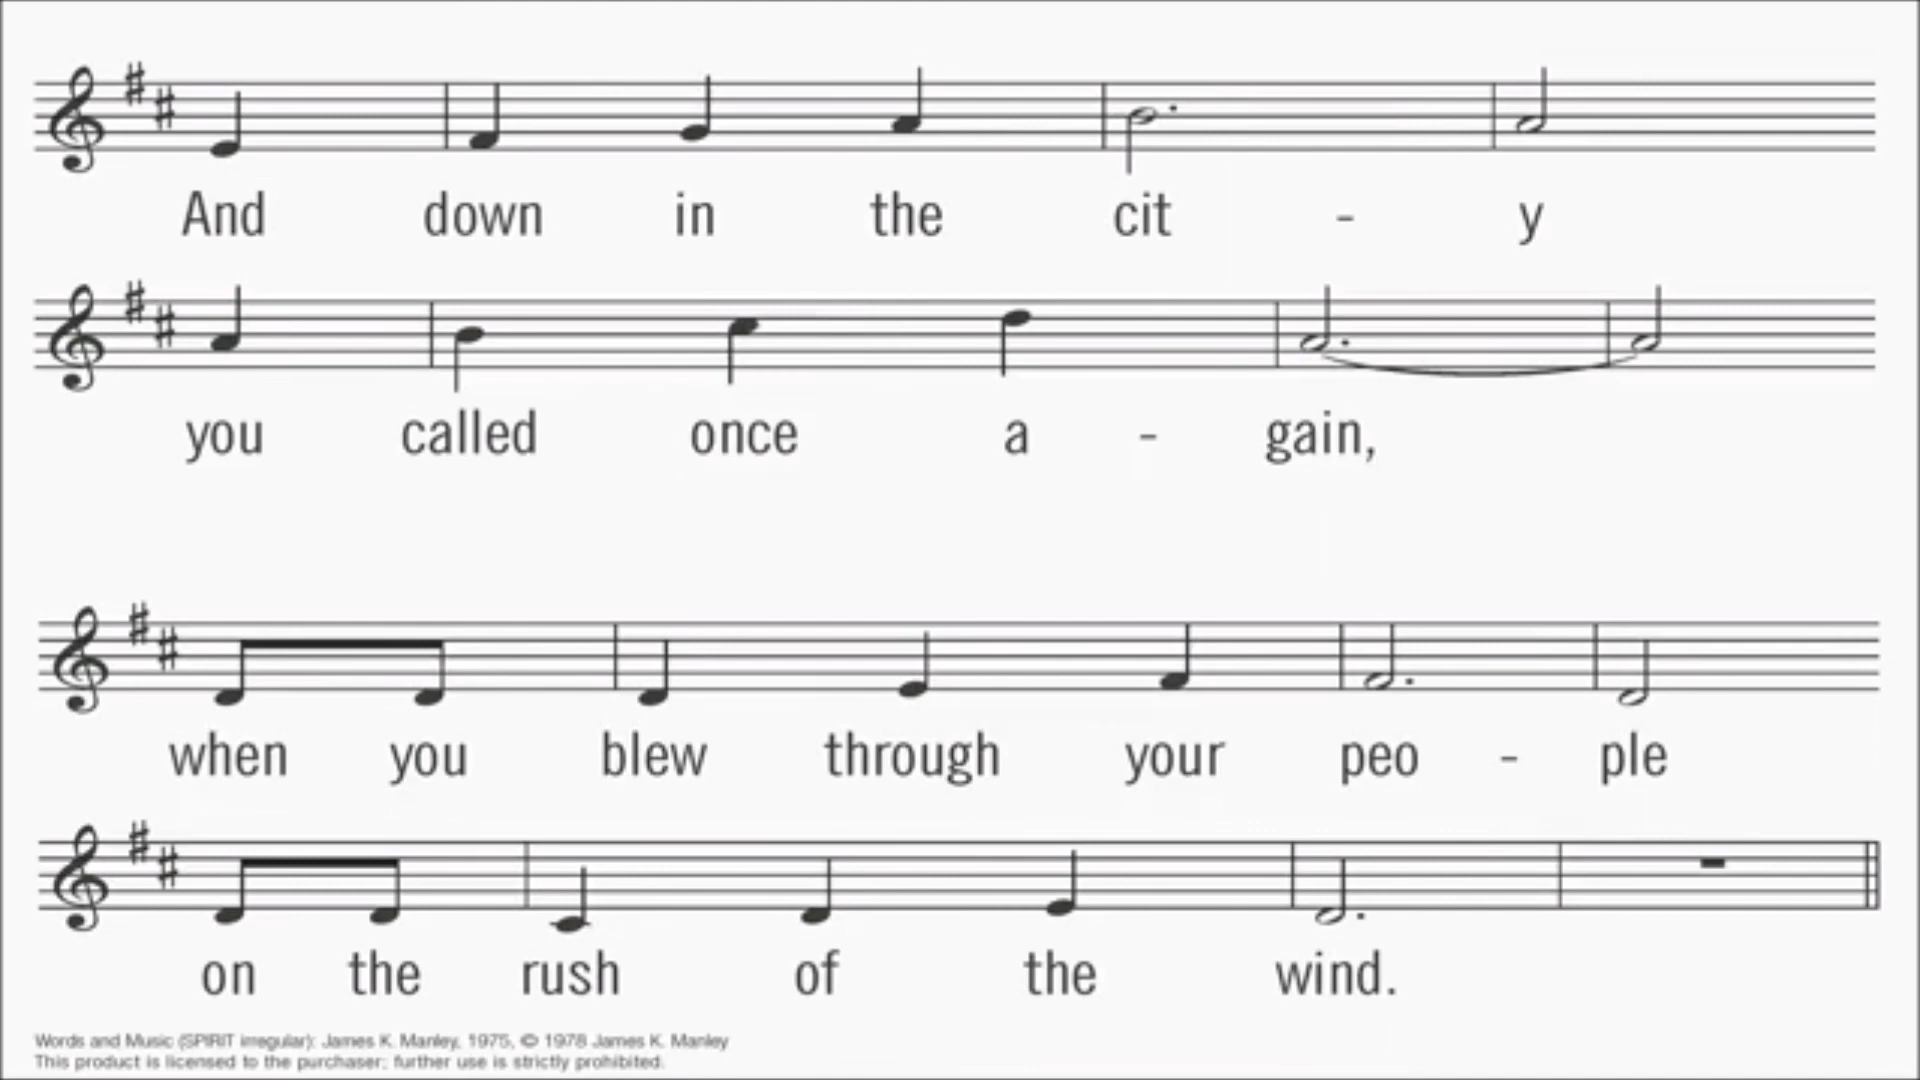 And down in the cit - y
you called once a - gain,
when you blew through your peo - ple
on the rush of the wind.
Words and Music (SPIRIT irregular): James K. Manley, 1975, © 1978 James K. Manley
This product is licensed to the purchaser; further use is strictly prohibited.